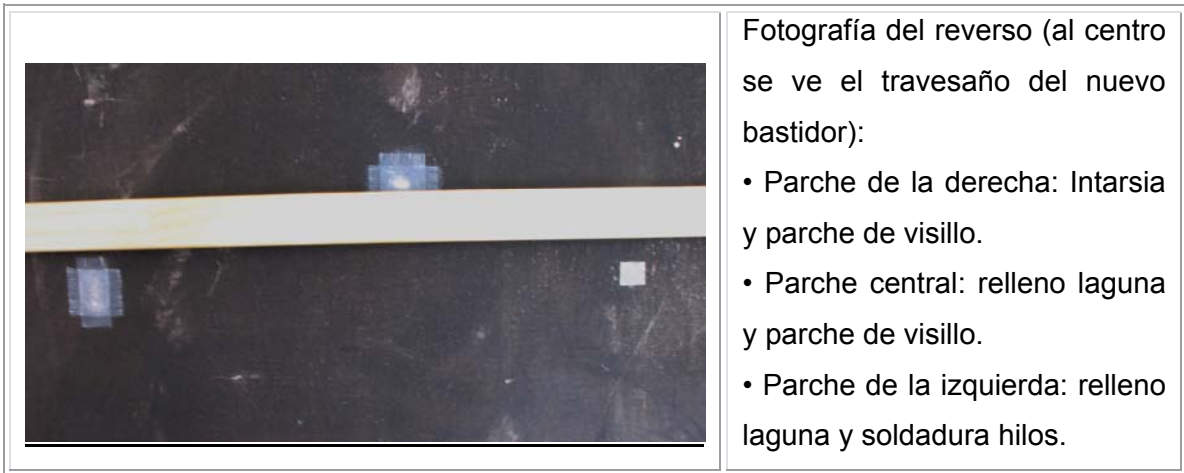 Fotografía del reverso (al centro
se ve el travesaño del nuevo
bastidor):
• Parche de la derecha: Intarsia
y parche de visillo.
• Parche central: relleno laguna
y parche de visillo.
• Parche de la izquierda: relleno
laguna y soldadura hilos.